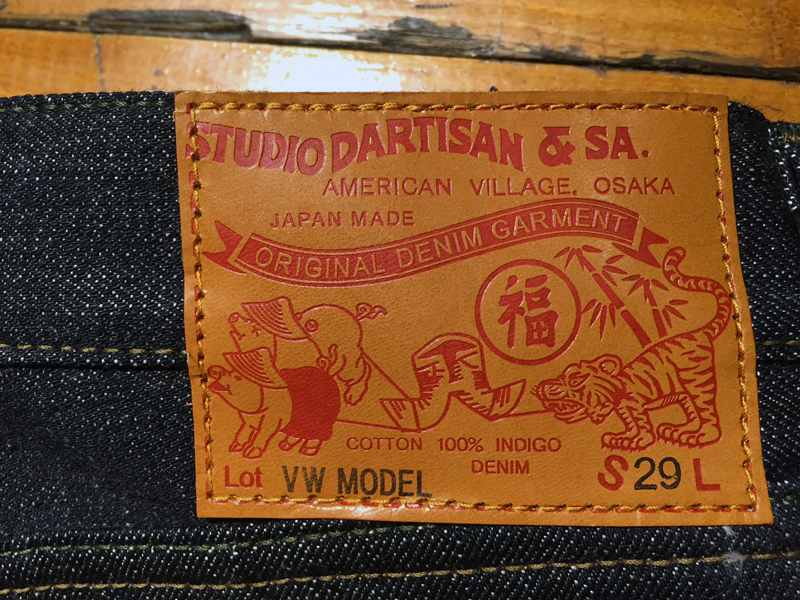 STUDIO DARTISAN & SA.
AMERICAN VILLAGE. OSAKA
JAPAN MADE
ORIGINAL DENIM GARMENT
福
COTTON 100% INDIGO
DENIM
Lot VW MODEL
S 29 L